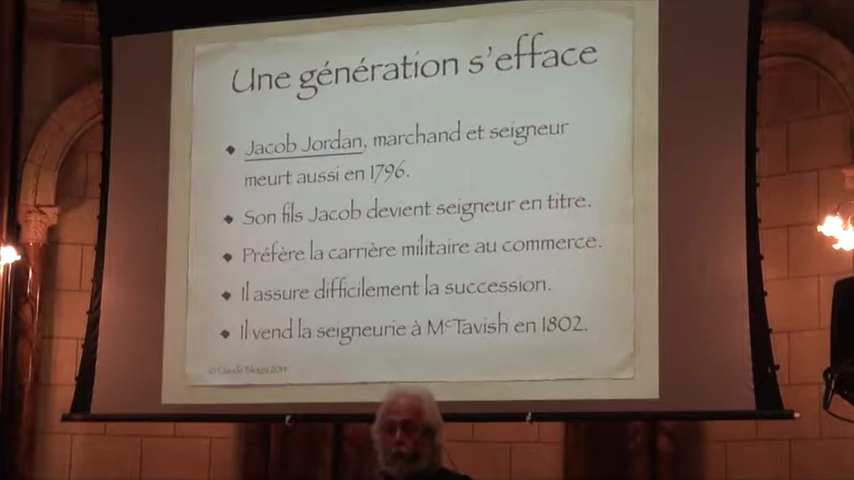 Une génération s'efface
Jacob Jordan, marchand et seigneur
meurt aussi en 1796.
Son fils Jacob devient seigneur en titre.
Préfère la carrière militaire au commerce.
Il assure difficilement la succession.
Il vend la seigneurie à McTavish en 1802.
©